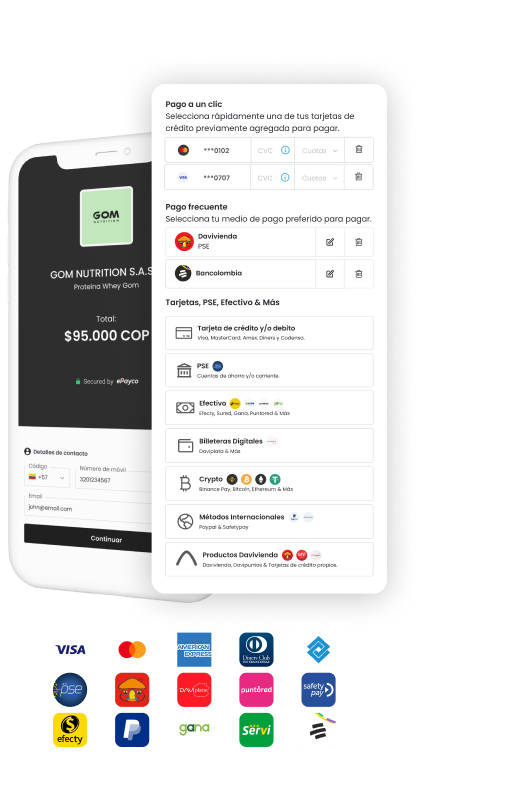 Pago a un clic
Selecciona rápidamente una de tus tarjetas de
crédito previamente agregada para pagar.
***0102 CVC Cuotas
VISA ***0707 CVC Cuotas
Pago frecuente
Selecciona tu medio de pago preferido para pagar.
Davivienda
PSE
Bancolombia
Tarjetas, PSE, Efectivo & Más
Tarjeta de crédito y/o debito
Visa, MasterCard, Amex, Diners y Codensa.
PSE
Cuentas de ahorro y/o corriente.
Efectivo
Efecty, Sured, Gana, Puntored & Más
Billeteras Digitales
Daviplata & Más
Crypto
Binance Pay, Bitcoin, Ethereum & Más
Métodos Internacionales
Paypal & Safetypay
Productos Davivienda
Davivienda, Davipuntos & Tarjetas de crédito propias.
GOM
NUTRITION
GOM NUTRITION S.A.S
Proteina Whey Gom
Total:
$95.000 COP
Secured by ePayco
Detalles de contacto
Código
+57
Número de móvil
3201234567
Email
john@email.com
Continuar
VISA
AMERICAN
EXPRESS
Diners Club
INTERNATIONAL
pse
DAVIplata
puntored
safety
pay
efecty
gana
Sërvi